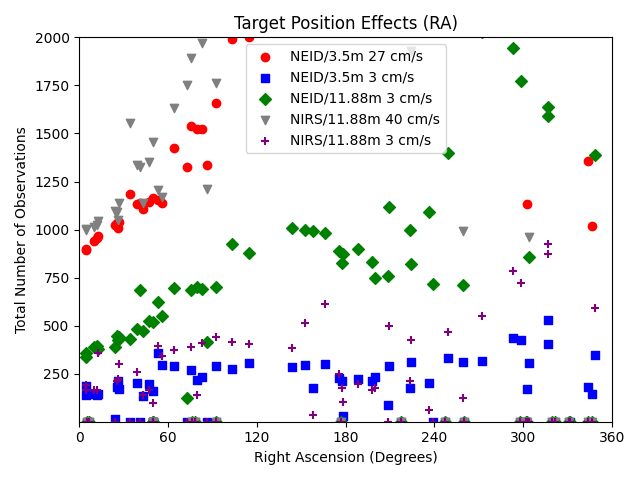 Target Position Effects (RA)
NEID/3.5m 27 cm/s
NEID/3.5m 3 cm/s
NEID/11.88m 3 cm/s
NIRS/11.88m 40 cm/s
NIRS/11.88m 3 cm/s
Total Number of Observations
2000
1750
1500
1250
1000
750
500
250
0 60 120 180 240 300 360
Right Ascension (Degrees)